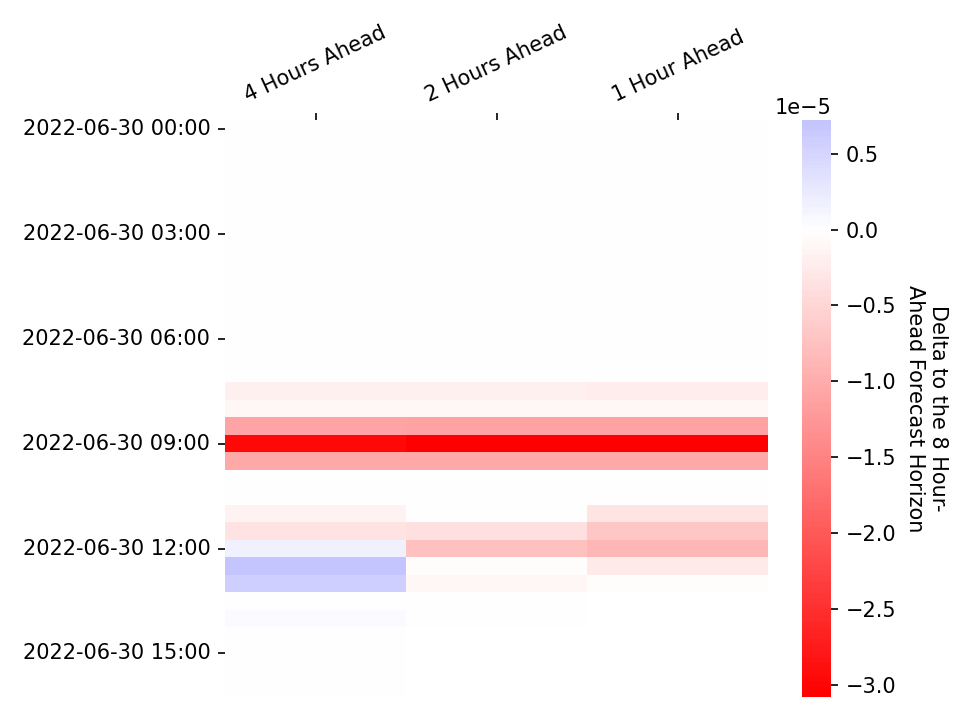 4 Hours Ahead
2 Hours Ahead
1 Hour Ahead
2022-06-30 00:00
2022-06-30 03:00
2022-06-30 06:00
2022-06-30 09:00
2022-06-30 12:00
2022-06-30 15:00
1e−5
0.5
0.0
−0.5
−1.0
−1.5
−2.0
−2.5
−3.0
Delta to the 8 Hour-
Ahead Forecast Horizon